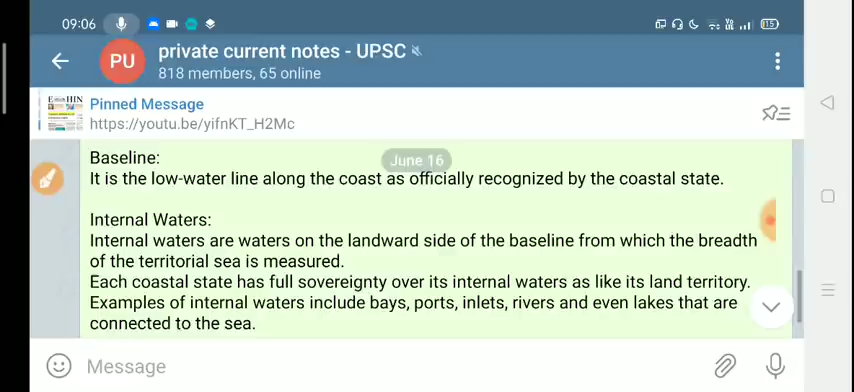 09:06
15
PU
private current notes - UPSC
818 members, 65 online
Pinned Message
https://youtu.be/yifnKT_H2Mc
June 16
Baseline:
It is the low-water line along the coast as officially recognized by the coastal state.
Internal Waters:
Internal waters are waters on the landward side of the baseline from which the breadth
of the territorial sea is measured.
Each coastal state has full sovereignty over its internal waters as like its land territory.
Examples of internal waters include bays, ports, inlets, rivers and even lakes that are
connected to the sea.
Message